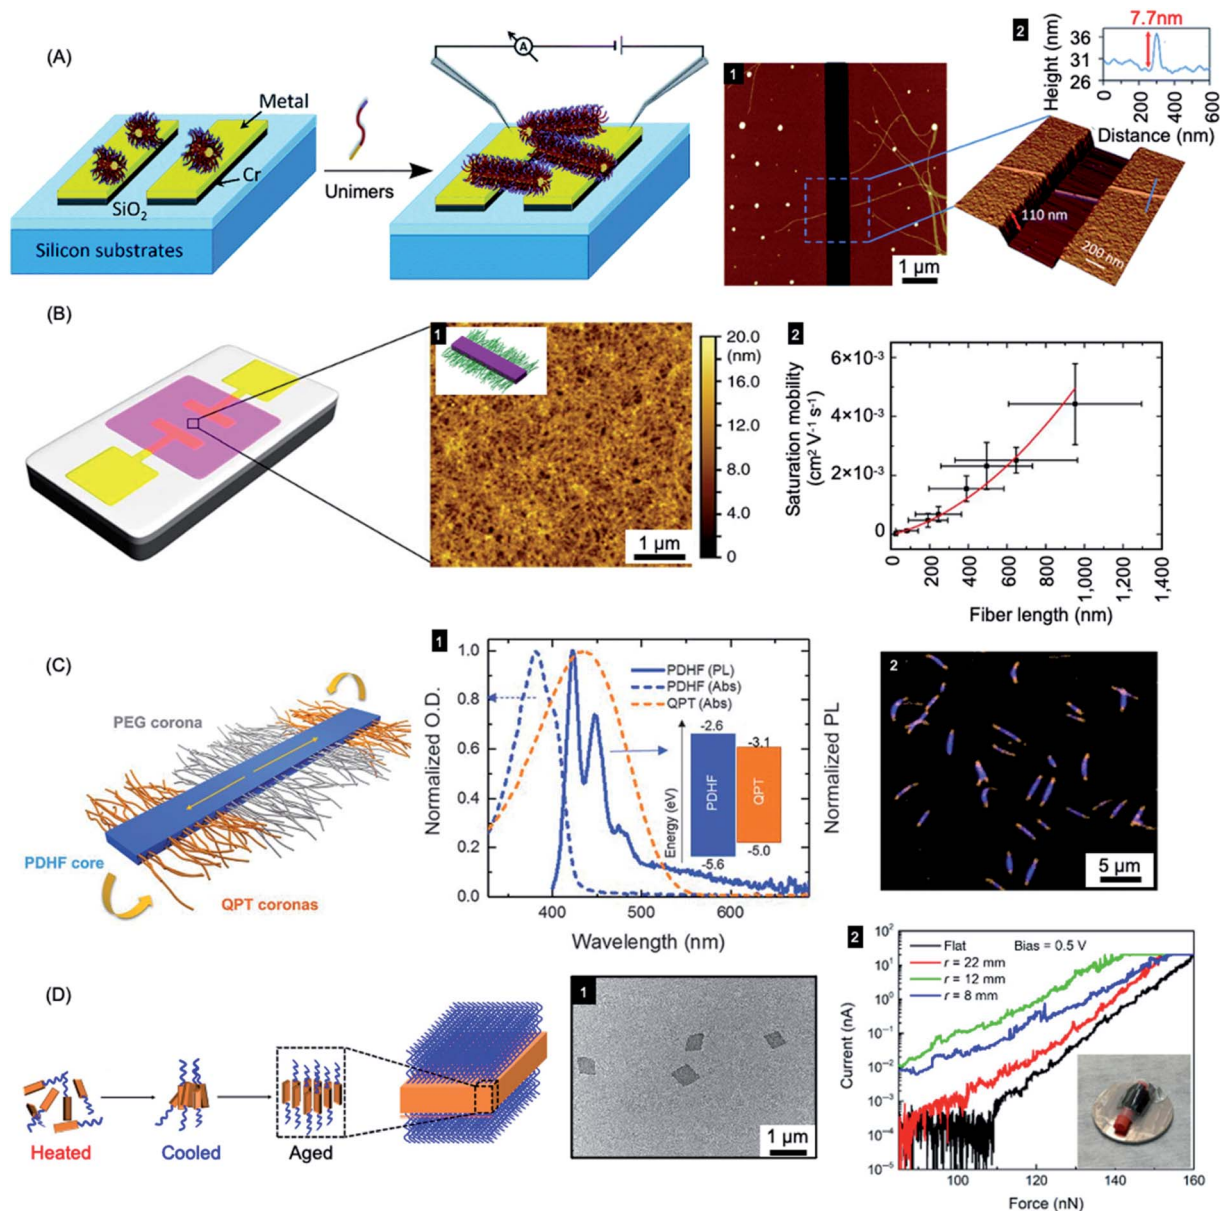 (A)
Metal
Cr
SiO2
Silicon substrates
Unimers
A
1
1 µm
2
7.7nm
Height (nm)
36
31
26
0
200
400
600
Distance (nm)
110 nm
200 nm
(B)
1
20.0
(nm)
16.0
12.0
8.0
4.0
0
1 µm
2
Saturation mobility
(cm² V⁻¹ s⁻¹)
6×10⁻³
4×10⁻³
2×10⁻³
0
0
200
400
600
800
1,000
1,200
1,400
Fiber length (nm)
(C)
PEG corona
PDHF core
QPT coronas
1
Normalized O.D.
1.0
0.8
0.6
0.4
0.2
0.0
PDHF (PL)
PDHF (Abs)
QPT (Abs)
Energy (eV)
-2.6
-3.1
PDHF
QPT
-5.6
-5.0
Normalized PL
400
500
600
Wavelength (nm)
2
5 µm
(D)
Heated
Cooled
Aged
1
1 µm
2
Current (nA)
10²
10¹
10⁰
10⁻¹
10⁻²
10⁻³
10⁻⁴
10⁻⁵
Flat
Bias = 0.5 V
r = 22 mm
r = 12 mm
r = 8 mm
100
120
140
160
Force (nN)